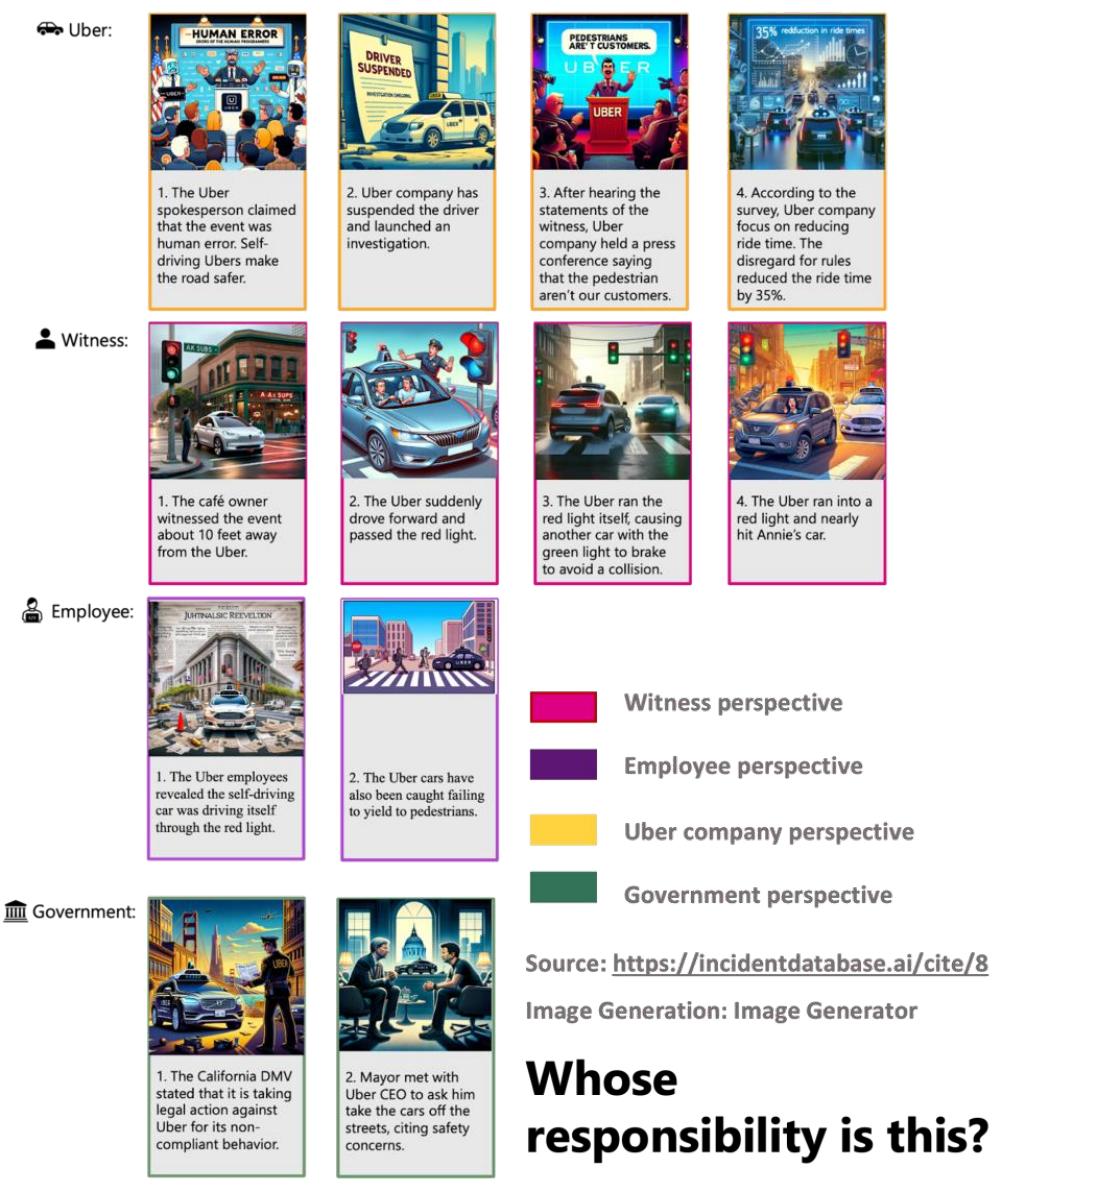 Uber:
HUMAN ERROR
UBER
UBER
DRIVER
SUSPENDED
UBER
PEDESTRIANS
ARE'T CUSTOMERS.
UBER
UBER
35% redduction in ride times
1. The Uber
spokesperson claimed
that the event was
human error. Self-
driving Ubers make
the road safer.
2. Uber company has
suspended the driver
and launched an
investigation.
3. After hearing the
statements of the
witness, Uber
company held a press
conference saying
that the pedestrian
aren't our customers.
4. According to the
survey, Uber company
focus on reducing
ride time. The
disregard for rules
reduced the ride time
by 35%.
Witness:
AK SUBS
1. The café owner
witnessed the event
about 10 feet away
from the Uber.
2. The Uber suddenly
drove forward and
passed the red light.
3. The Uber ran the
red light itself, causing
another car with the
green light to brake
to avoid a collision.
4. The Uber ran into a
red light and nearly
hit Annie's car.
Employee:
JUHTINALSIC REEVELTION
UBER
1. The Uber employees
revealed the self-driving
car was driving itself
through the red light.
2. The Uber cars have
also been caught failing
to yield to pedestrians.
Witness perspective
Employee perspective
Uber company perspective
Government perspective
Government:
UBER
1. The California DMV
stated that it is taking
legal action against
Uber for its non-
compliant behavior.
2. Mayor met with
Uber CEO to ask him
take the cars off the
streets, citing safety
concerns.
Source: https://incidentdatabase.ai/cite/8
Image Generation: Image Generator
Whose
responsibility is this?